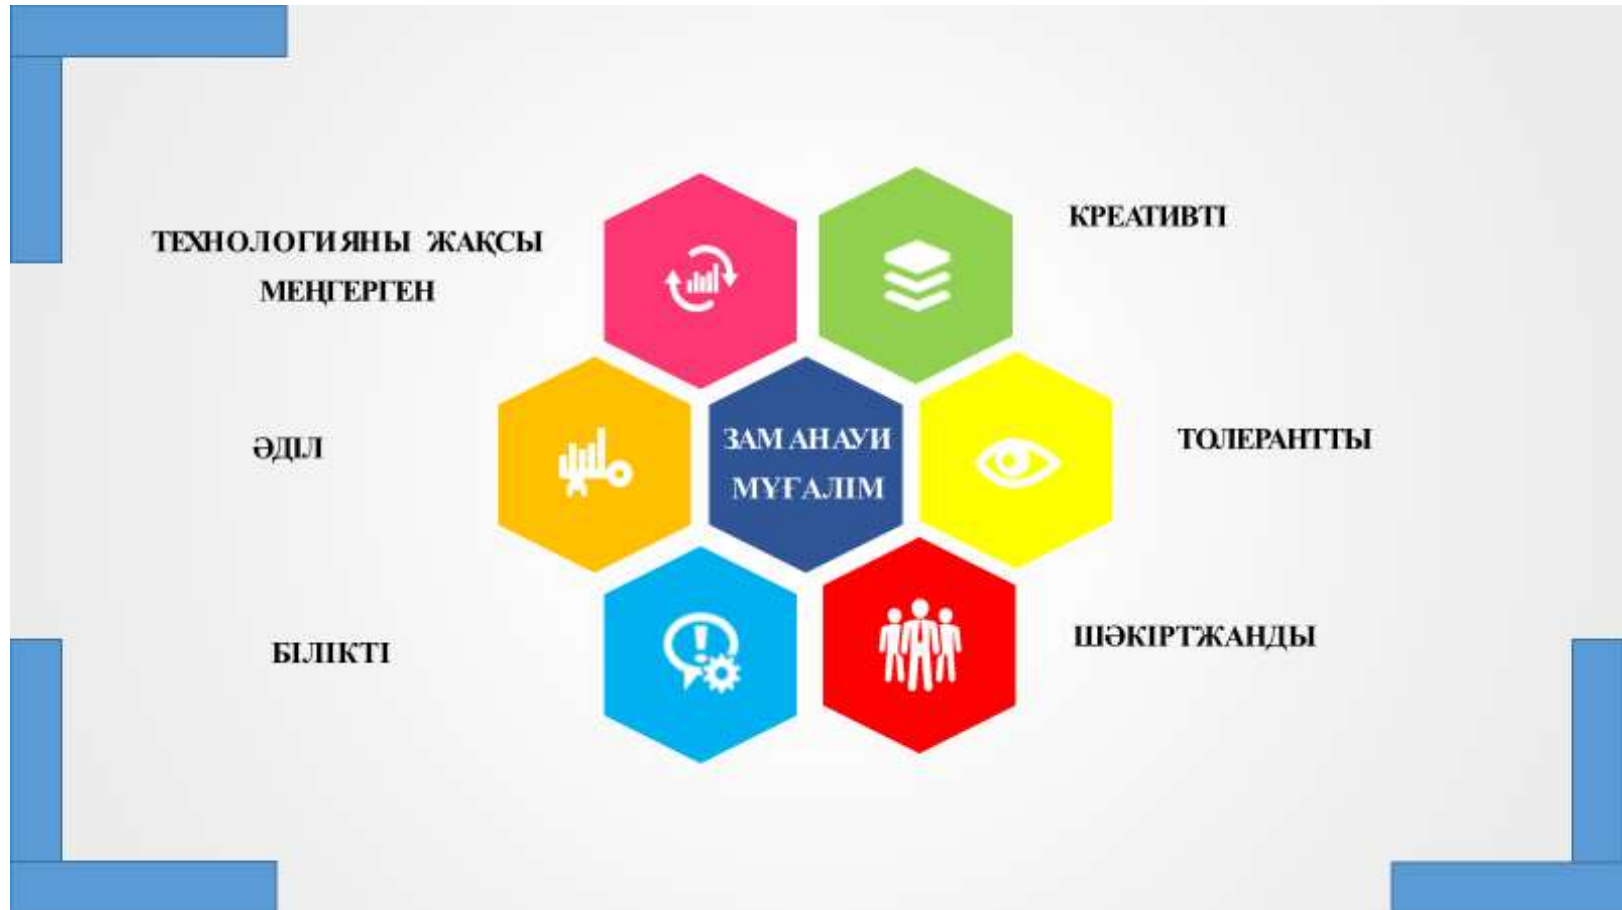 ТЕХНОЛОГИЯНЫ ЖАҚСЫ
МЕҢГЕРГЕН
КРЕАТИВТІ
ӘДІЛ
ЗАМАНАУИ
МҰҒАЛІМ
ТОЛЕРАНТТЫ
БІЛІКТІ
ШӘКІРТЖАНДЫ